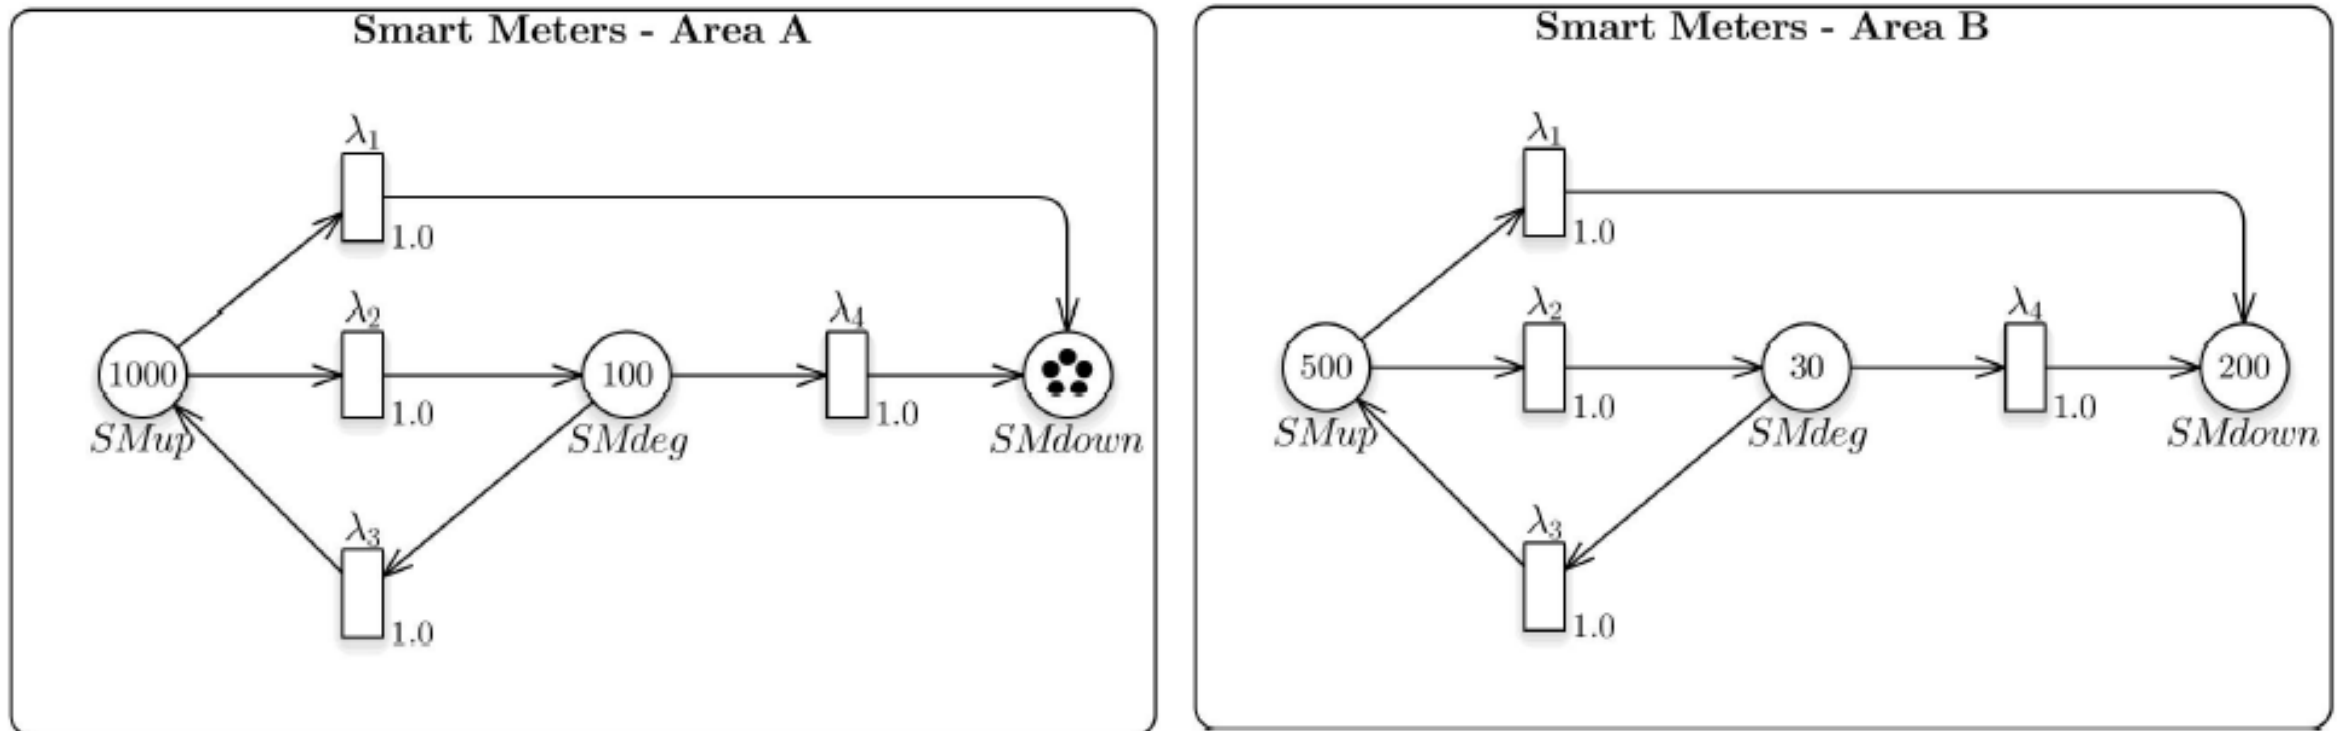 Smart Meters - Area A
λ1
1.0
λ2
λ4
1000
100
1.0
1.0
SMup
SMdeg
SMdown
λ3
1.0
Smart Meters - Area B
λ1
1.0
λ2
λ4
500
30
200
1.0
1.0
SMup
SMdeg
SMdown
λ3
1.0